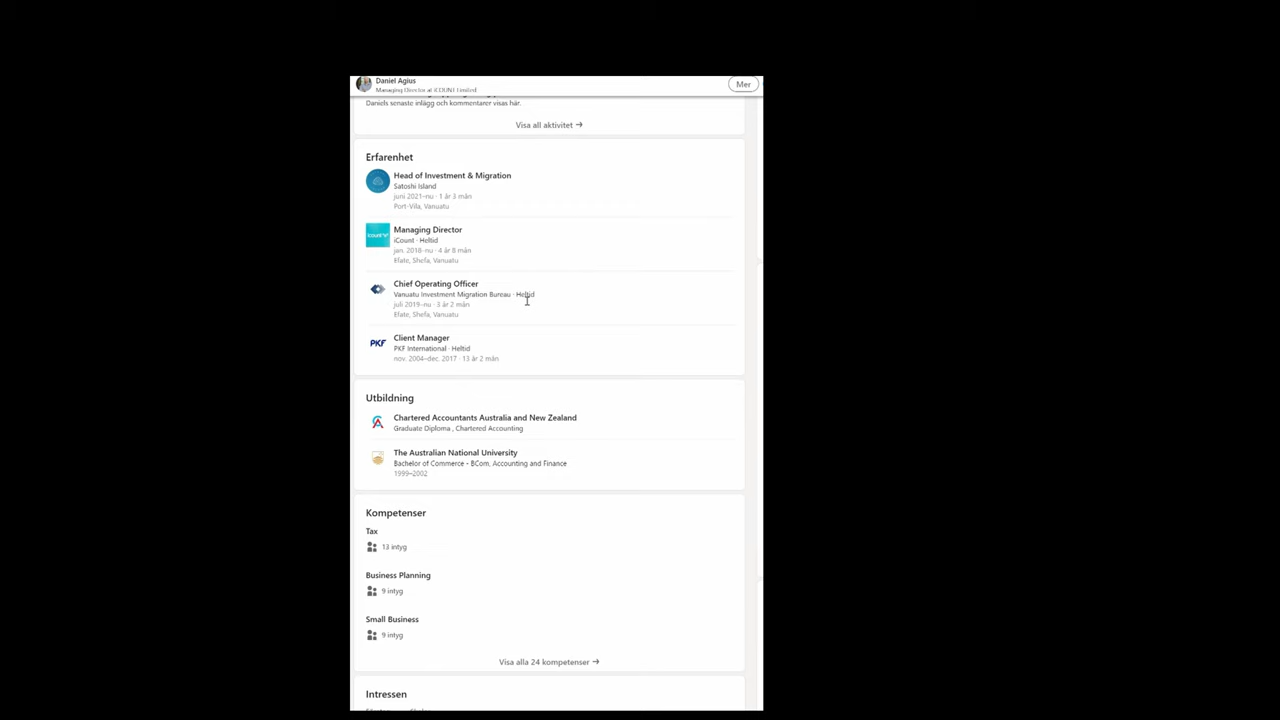 Daniel Agius
Managing Director at iCOUNT Limited
Mer
Daniels senaste inlägg och kommentarer visas här.
Visa all aktivitet →
Erfarenhet
Head of Investment & Migration
Satoshi Island
juni 2021–nu · 1 år 3 mån
Port-Vila, Vanuatu
Managing Director
iCount · Heltid
jan. 2018–nu · 4 år 8 mån
Efate, Shefa, Vanuatu
Chief Operating Officer
Vanuatu Investment Migration Bureau · Heltid
juli 2019–nu · 3 år 2 mån
Efate, Shefa, Vanuatu
PKF
Client Manager
PKF International · Heltid
nov. 2004–dec. 2017 · 13 år 2 mån
Utbildning
Chartered Accountants Australia and New Zealand
Graduate Diploma , Chartered Accounting
The Australian National University
Bachelor of Commerce - BCom, Accounting and Finance
1999–2002
Kompetenser
Tax
13 intyg
Business Planning
9 intyg
Small Business
9 intyg
Visa alla 24 kompetenser →
Intressen